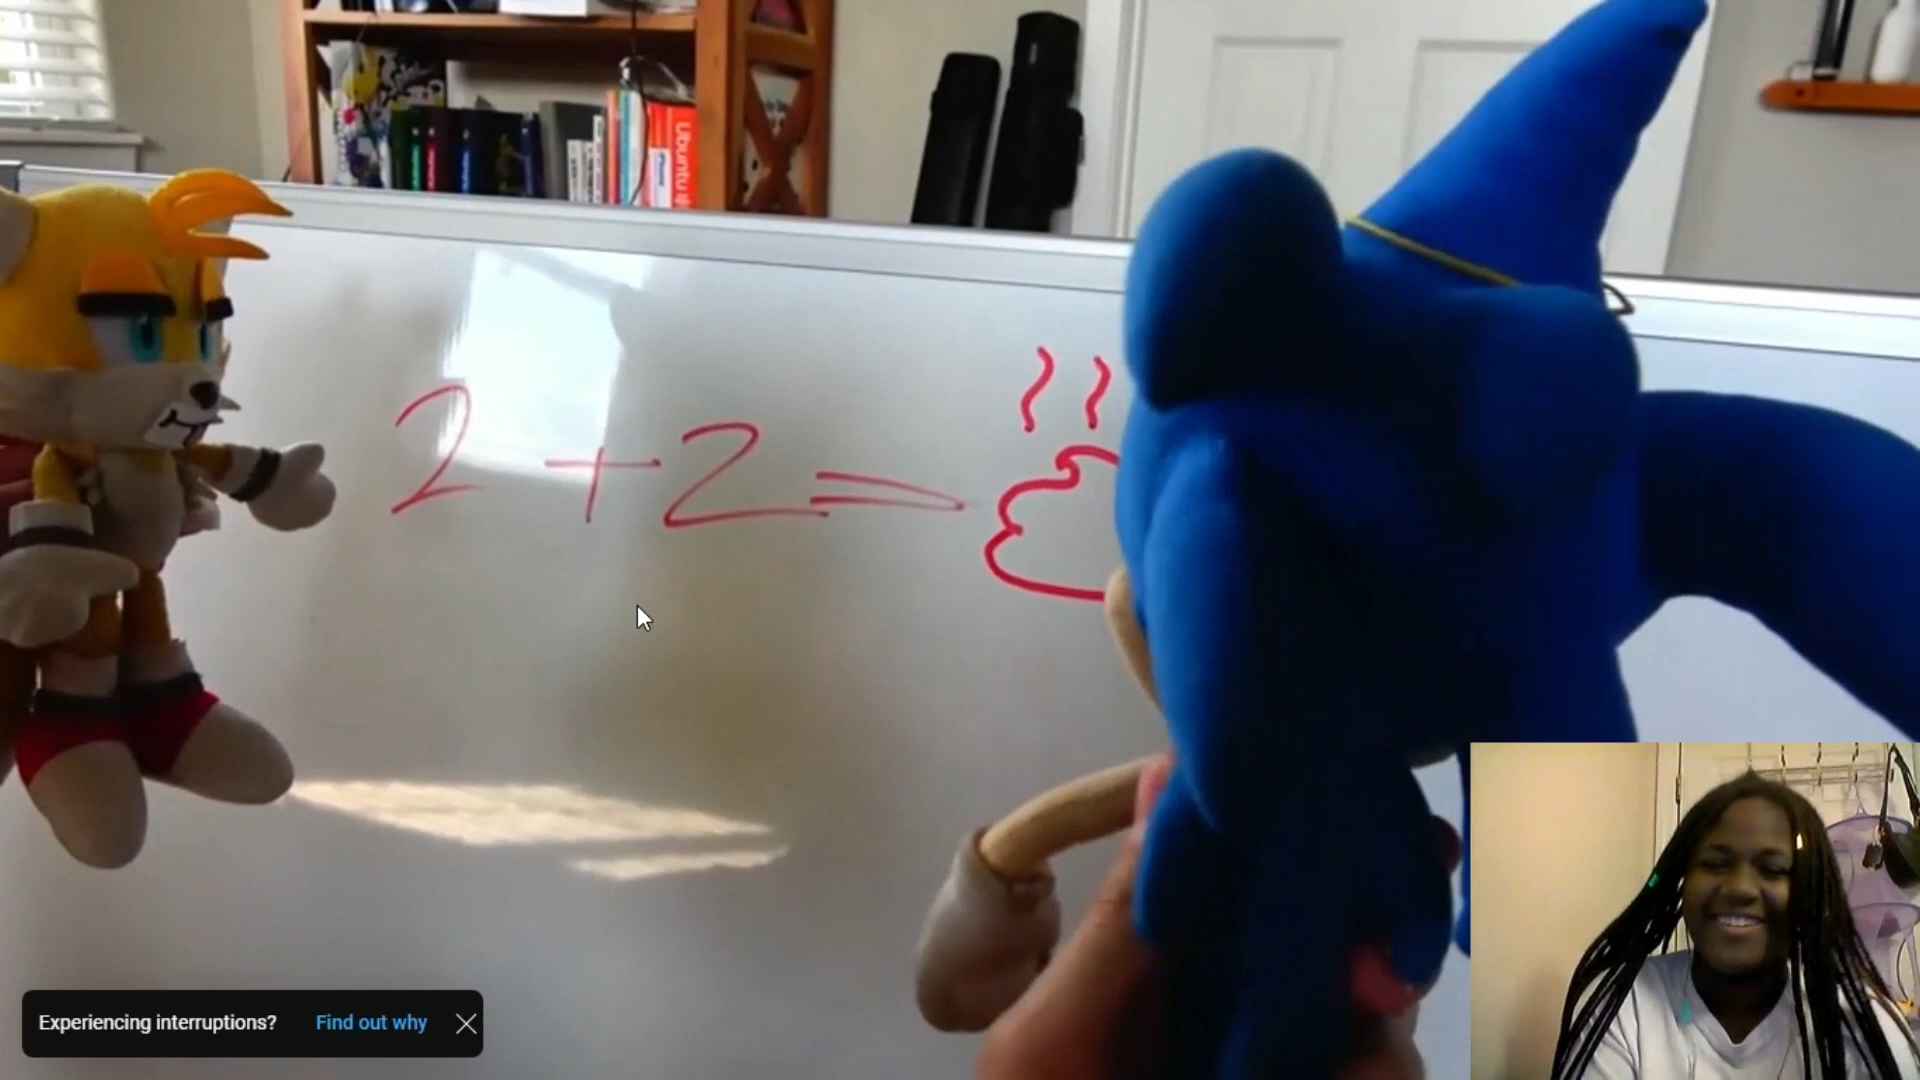 Ubuntu
2 + 2 =
Experiencing interruptions? Find out why